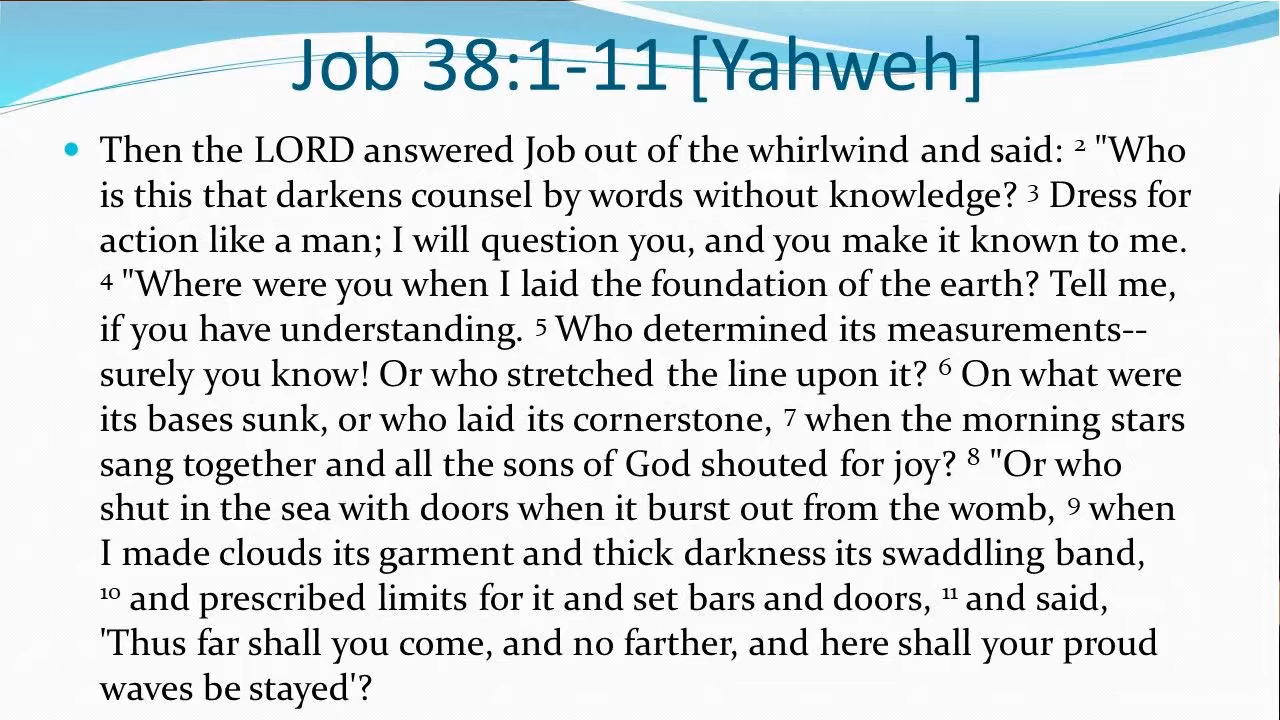 Job 38:1-11 [Yahweh]
• Then the LORD answered Job out of the whirlwind and said: ² "Who
is this that darkens counsel by words without knowledge? ³ Dress for
action like a man; I will question you, and you make it known to me.
⁴ "Where were you when I laid the foundation of the earth? Tell me,
if you have understanding. ⁵ Who determined its measurements--
surely you know! Or who stretched the line upon it? ⁶ On what were
its bases sunk, or who laid its cornerstone, ⁷ when the morning stars
sang together and all the sons of God shouted for joy? ⁸ "Or who
shut in the sea with doors when it burst out from the womb, ⁹ when
I made clouds its garment and thick darkness its swaddling band,
¹⁰ and prescribed limits for it and set bars and doors, ¹¹ and said,
'Thus far shall you come, and no farther, and here shall your proud
waves be stayed'?